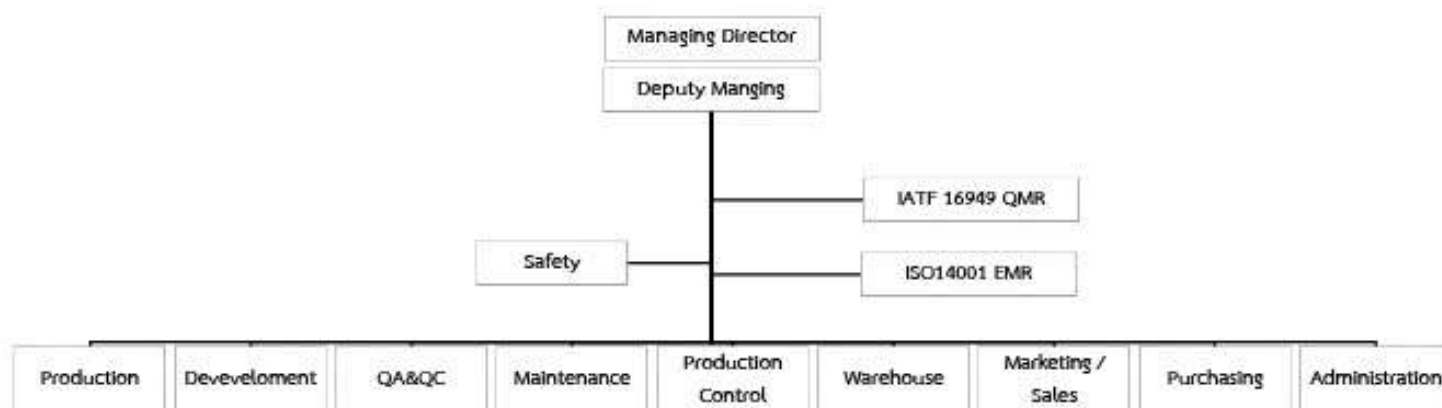 Managing Director
Deputy Manging
IATF 16949 QMR
Safety
ISO14001 EMR
Production
Deveveloment
QA&QC
Maintenance
Production
Control
Warehouse
Marketing /
Sales
Purchasing
Administration